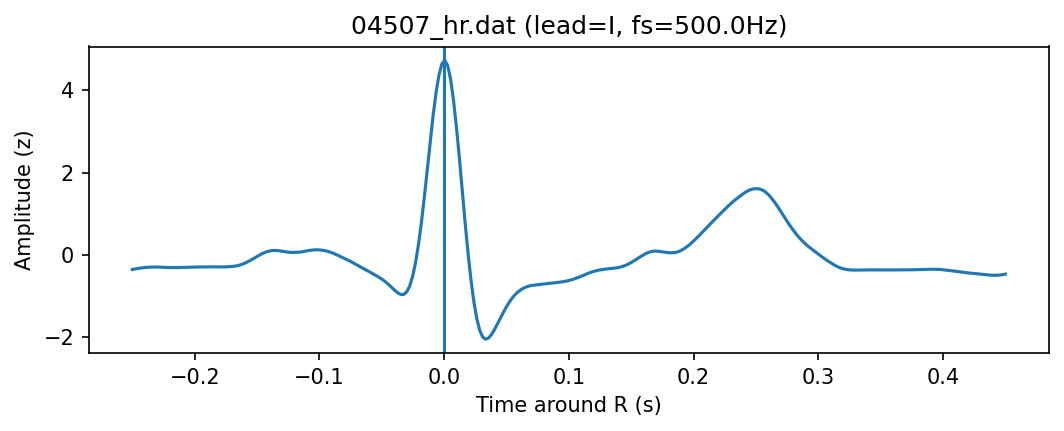 04507_hr.dat (lead=I, fs=500.0Hz)
Amplitude (z)
4
2
0
−2
−0.2 −0.1 0.0 0.1 0.2 0.3 0.4
Time around R (s)